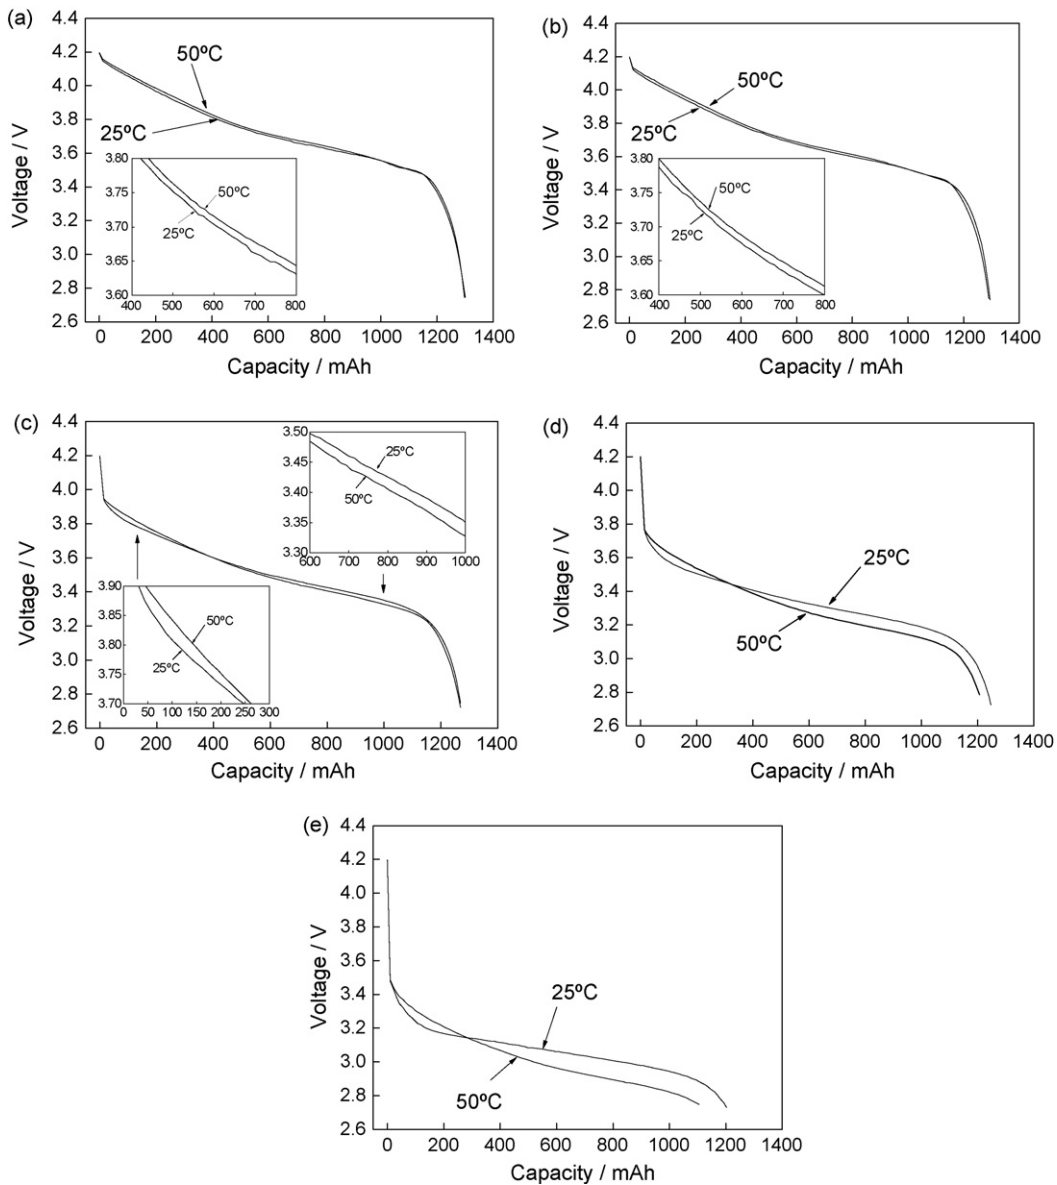 (a)
4.4
4.2
4.0
3.8
3.6
3.4
3.2
3.0
2.8
2.6
Voltage / V
50ºC
25ºC
3.80
3.75
3.70
3.65
3.60
50ºC
25ºC
400 500 600 700 800
0 200 400 600 800 1000 1200 1400
Capacity / mAh
(b)
4.4
4.2
4.0
3.8
3.6
3.4
3.2
3.0
2.8
2.6
Voltage / V
50ºC
25ºC
3.80
3.75
3.70
3.65
3.60
50ºC
25ºC
400 500 600 700 800
0 200 400 600 800 1000 1200 1400
Capacity / mAh
(c)
4.4
4.2
4.0
3.8
3.6
3.4
3.2
3.0
2.8
2.6
Voltage / V
3.50
3.45
3.40
3.35
3.30
25ºC
50ºC
600 700 800 900 1000
3.90
3.85
3.80
3.75
3.70
50ºC
25ºC
0 50 100 150 200 250 300
0 200 400 600 800 1000 1200 1400
Capacity / mAh
(d)
4.4
4.2
4.0
3.8
3.6
3.4
3.2
3.0
2.8
2.6
Voltage / V
25ºC
50ºC
0 200 400 600 800 1000 1200 1400
Capacity / mAh
(e)
4.4
4.2
4.0
3.8
3.6
3.4
3.2
3.0
2.8
2.6
Voltage / V
25ºC
50ºC
0 200 400 600 800 1000 1200 1400
Capacity / mAh